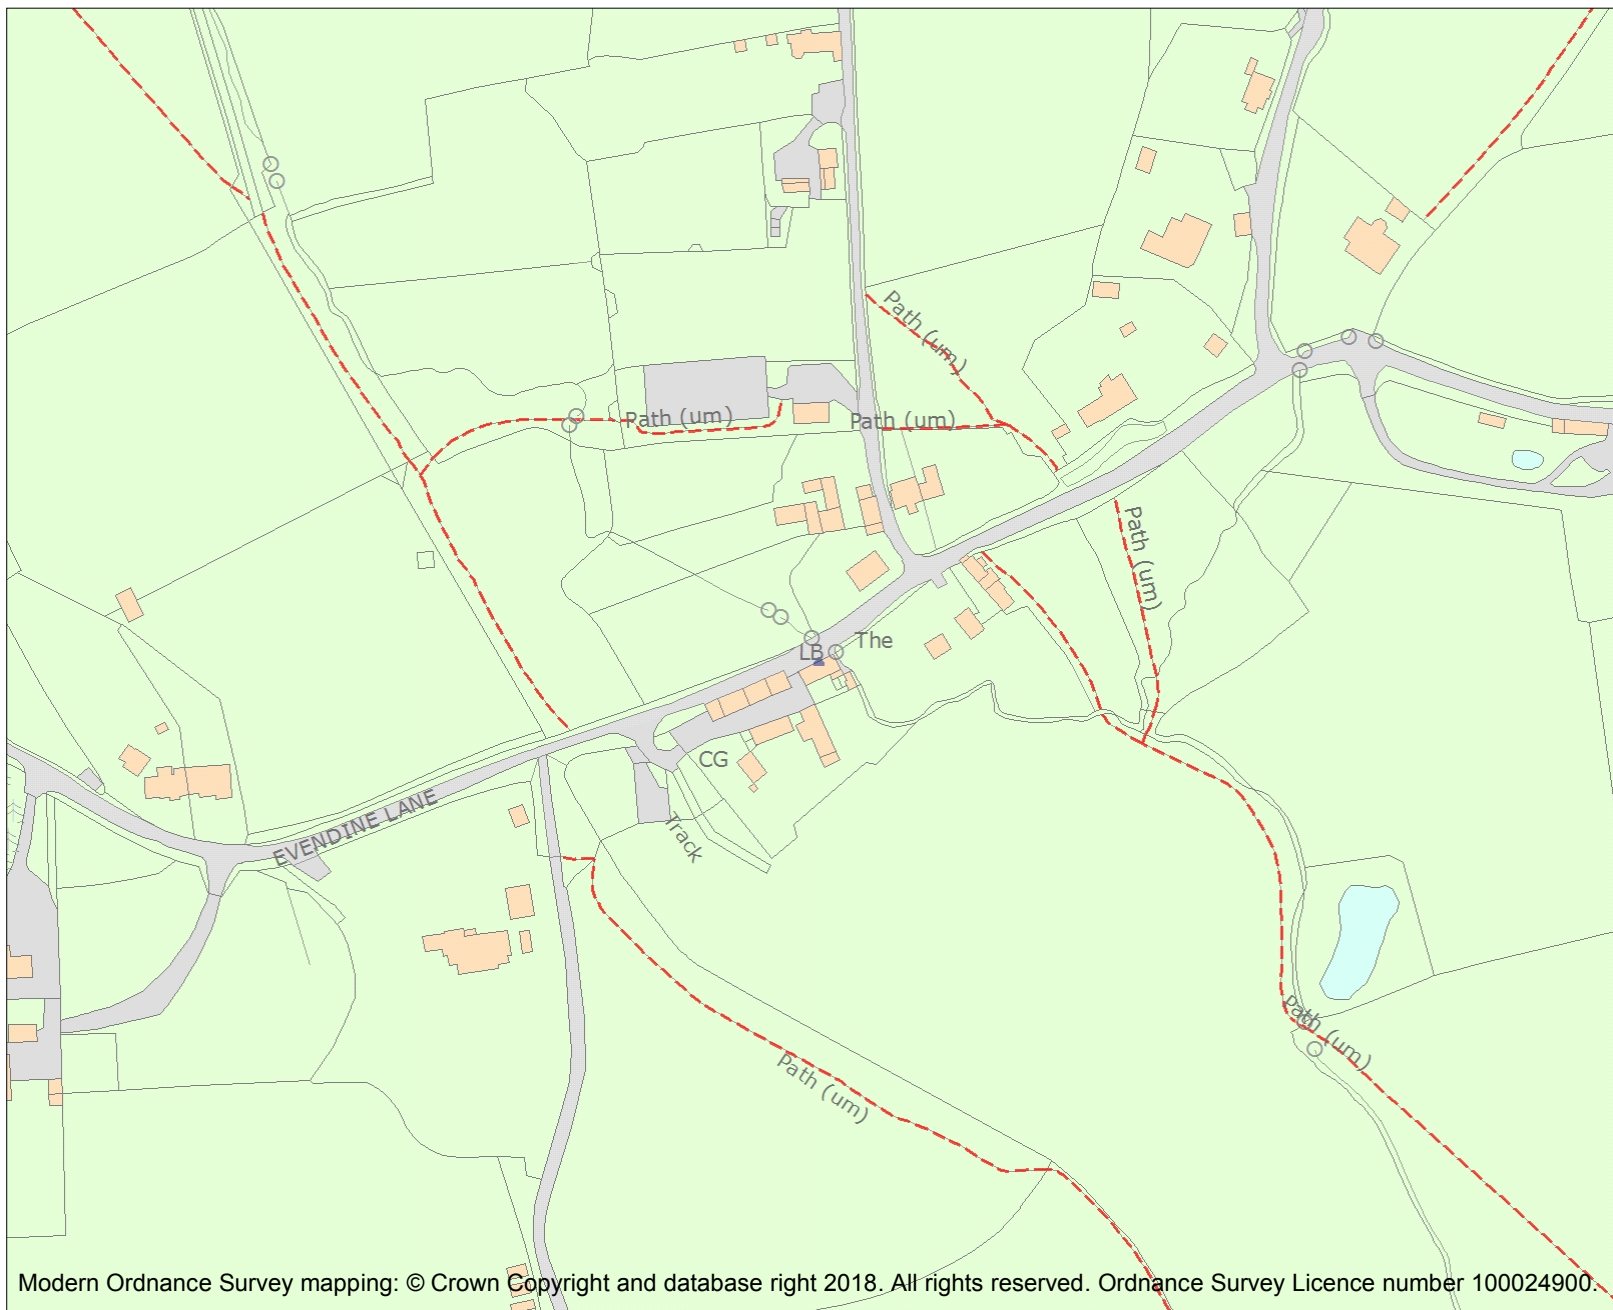 Path (um)
Path (um)
Path (um)
Path (um)
The
LB
CG
EVENDINE LANE
Track
Path (um)
Path (um)
Modern Ordnance Survey mapping: © Crown Copyright and database right 2018. All rights reserved. Ordnance Survey Licence number 100024900.